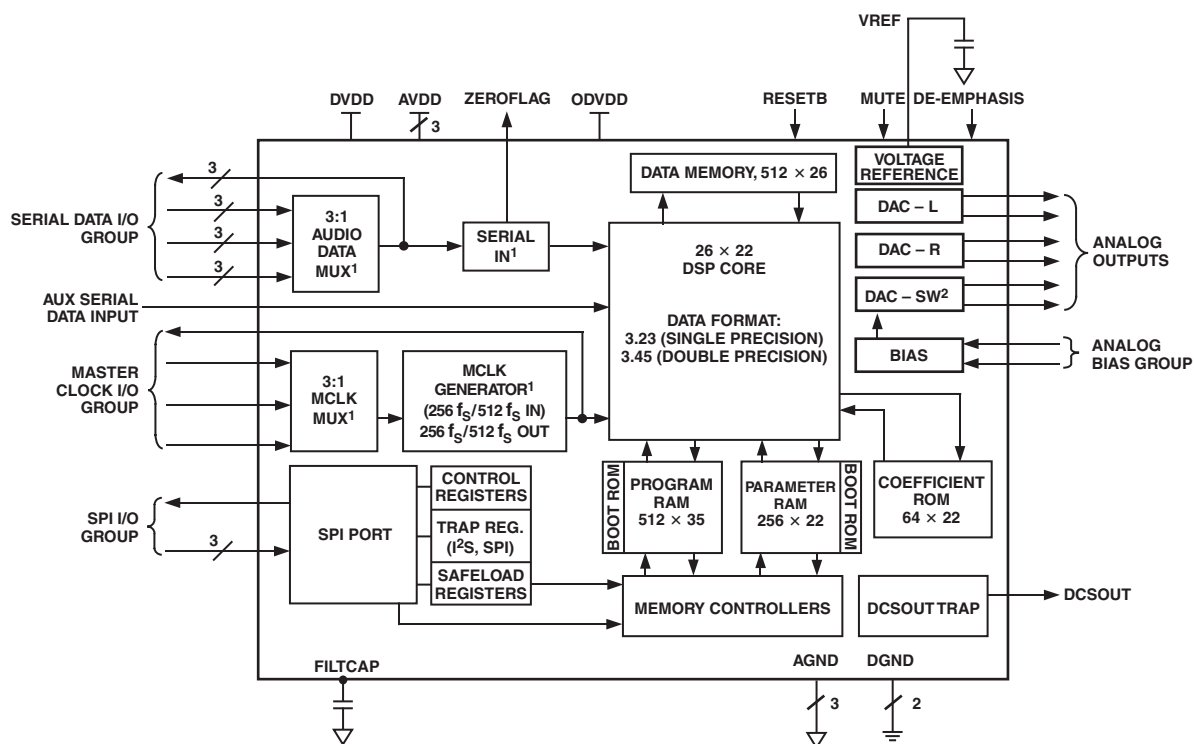 VREF
DVDD
AVDD
3
ZEROFLAG
ODVDD
RESETB
MUTE
DE-EMPHASIS
SERIAL DATA I/O
GROUP
3
3
3
3
3:1
AUDIO
DATA
MUX1
SERIAL
IN1
AUX SERIAL
DATA INPUT
DATA MEMORY, 512 × 26
26 × 22
DSP CORE
DATA FORMAT:
3.23 (SINGLE PRECISION)
3.45 (DOUBLE PRECISION)
VOLTAGE
REFERENCE
DAC – L
DAC – R
DAC – SW2
BIAS
ANALOG
OUTPUTS
ANALOG
BIAS GROUP
MASTER
CLOCK I/O
GROUP
3:1
MCLK
MUX1
MCLK
GENERATOR1
(256 fS/512 fS IN)
256 fS/512 fS OUT
SPI I/O
GROUP
3
SPI PORT
CONTROL
REGISTERS
TRAP REG.
(I2S, SPI)
SAFELOAD
REGISTERS
BOOT ROM
PROGRAM
RAM
512 × 35
PARAMETER
RAM
256 × 22
BOOT ROM
COEFFICIENT
ROM
64 × 22
MEMORY CONTROLLERS
DCSOUT TRAP
DCSOUT
FILTCAP
AGND
3
DGND
2